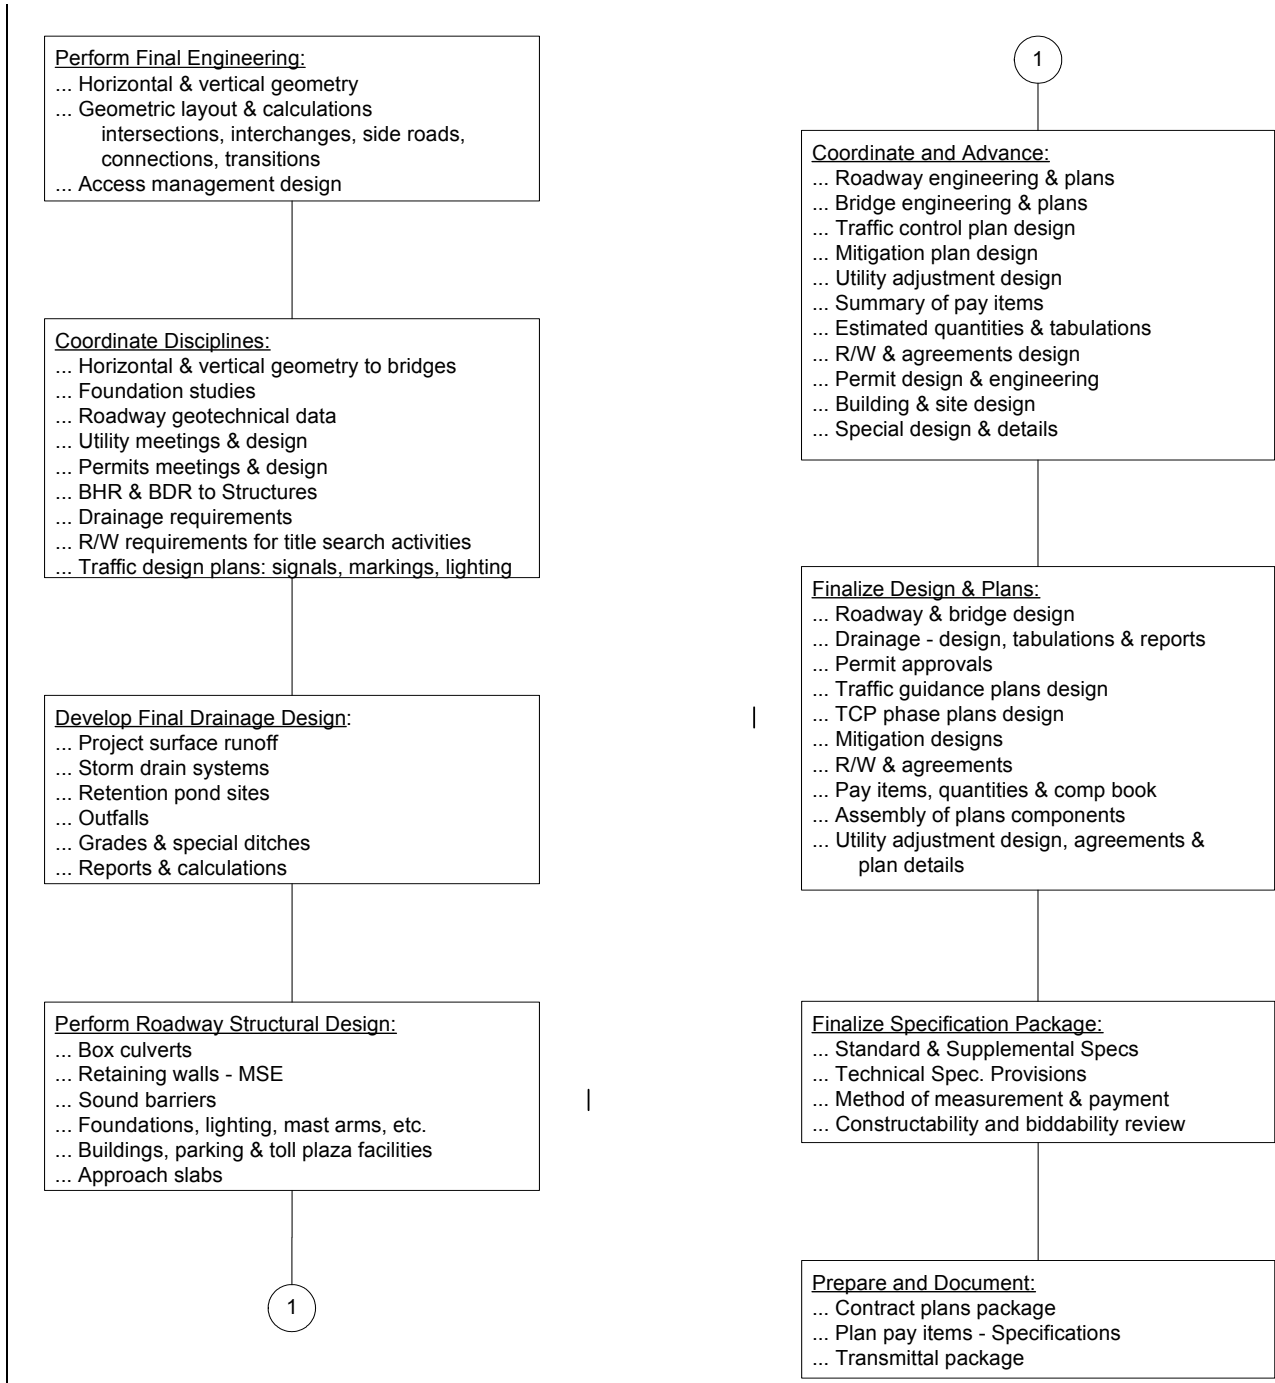 Perform Final Engineering:
... Horizontal & vertical geometry
... Geometric layout & calculations
intersections, interchanges, side roads,
connections, transitions
... Access management design
Coordinate Disciplines:
... Horizontal & vertical geometry to bridges
... Foundation studies
... Roadway geotechnical data
... Utility meetings & design
... Permits meetings & design
... BHR & BDR to Structures
... Drainage requirements
... R/W requirements for title search activities
... Traffic design plans: signals, markings, lighting
Develop Final Drainage Design:
... Project surface runoff
... Storm drain systems
... Retention pond sites
... Outfalls
... Grades & special ditches
... Reports & calculations
Perform Roadway Structural Design:
... Box culverts
... Retaining walls - MSE
... Sound barriers
... Foundations, lighting, mast arms, etc.
... Buildings, parking & toll plaza facilities
... Approach slabs
1
1
Coordinate and Advance:
... Roadway engineering & plans
... Bridge engineering & plans
... Traffic control plan design
... Mitigation plan design
... Utility adjustment design
... Summary of pay items
... Estimated quantities & tabulations
... R/W & agreements design
... Permit design & engineering
... Building & site design
... Special design & details
Finalize Design & Plans:
... Roadway & bridge design
... Drainage - design, tabulations & reports
... Permit approvals
... Traffic guidance plans design
... TCP phase plans design
... Mitigation designs
... R/W & agreements
... Pay items, quantities & comp book
... Assembly of plans components
... Utility adjustment design, agreements &
plan details
Finalize Specification Package:
... Standard & Supplemental Specs
... Technical Spec. Provisions
... Method of measurement & payment
... Constructability and biddability review
Prepare and Document:
... Contract plans package
... Plan pay items - Specifications
... Transmittal package